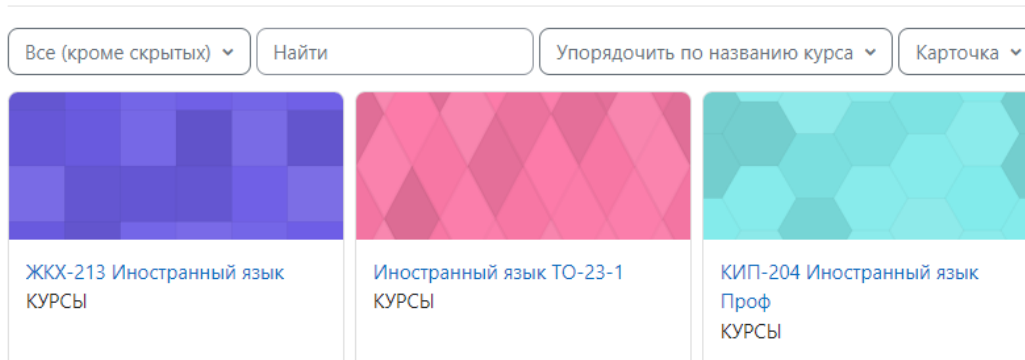 Все (кроме скрытых) Найти Упорядочить по названию курса Карточка
ЖКХ-213 Иностранный язык
КУРСЫ
Иностранный язык ТО-23-1
КУРСЫ
КИП-204 Иностранный язык
Проф
КУРСЫ